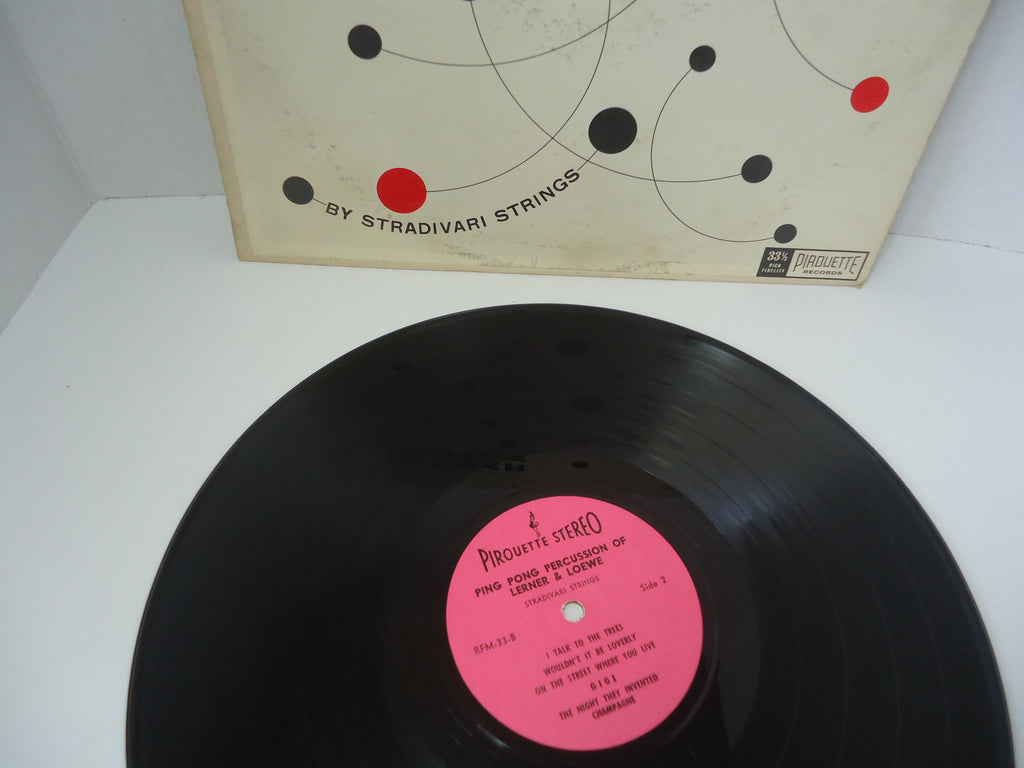 BY STRADIVARI STRINGS
33⅓
HIGH
FIDELITY
PIROUETTE
RECORDS
PIROUETTE STEREO
PING PONG PERCUSSION OF
LERNER & LOEWE
STRADIVARI STRINGS
Side 2
RFM-33-B
I TALK TO THE TREES
WOULDN'T IT BE LOVERLY
ON THE STREET WHERE YOU LIVE
GIGI
THE NIGHT THEY INVENTED
CHAMPAGNE